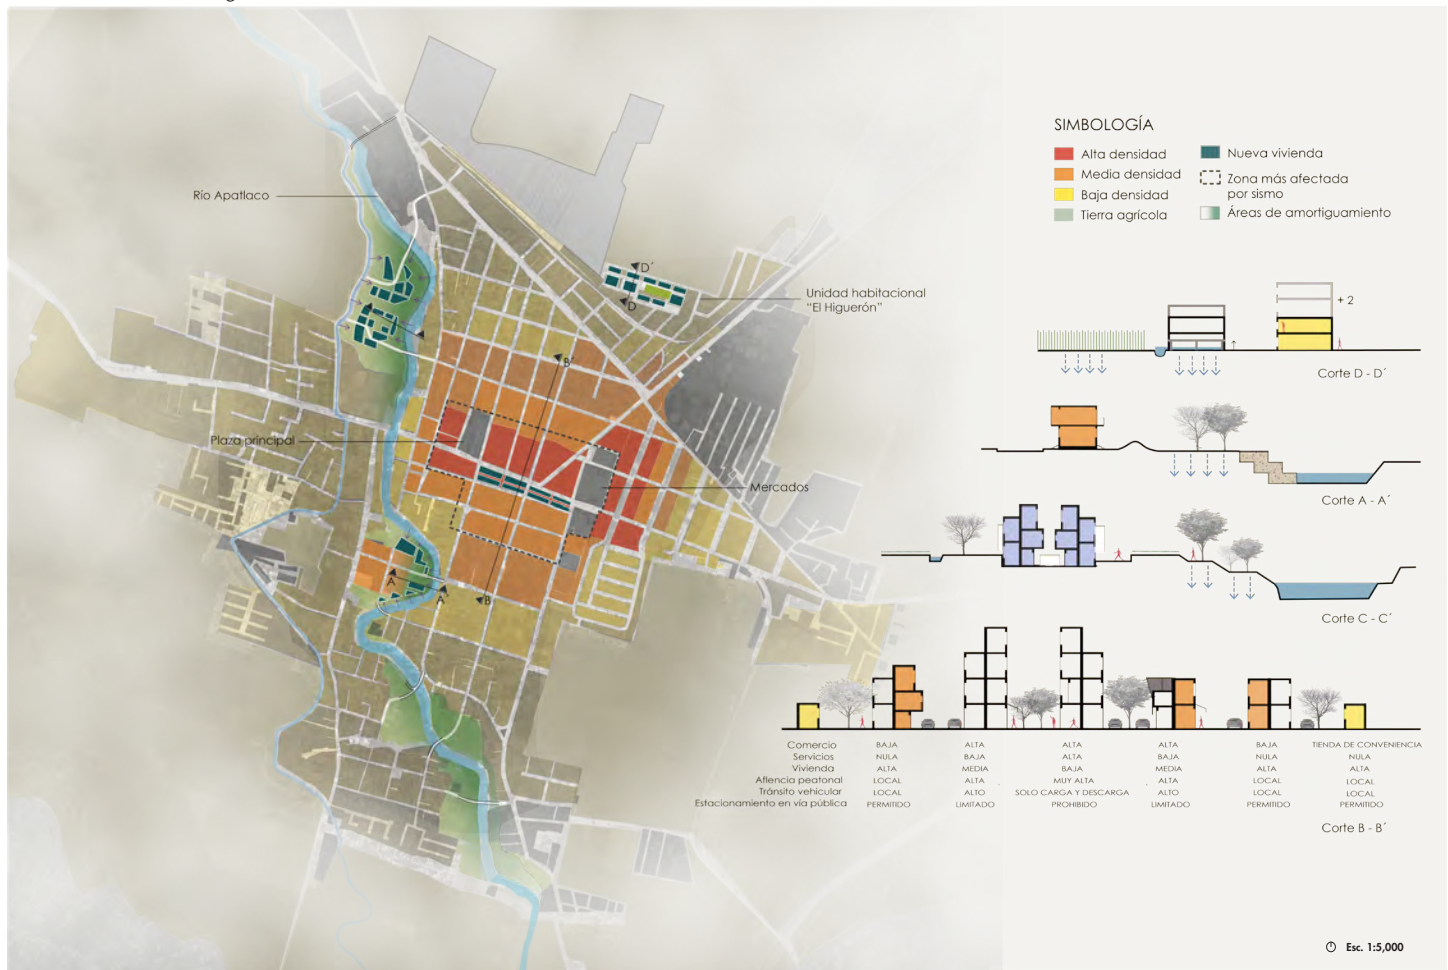 Río Apatlaco
D´
D
Unidad habitacional
"El Higuerón"
A
B´
Plaza principal
Mercados
A
A´
B
SIMBOLOGÍA
Alta densidad
Media densidad
Baja densidad
Tierra agrícola
Nueva vivienda
Zona más afectada
por sismo
Áreas de amortiguamiento
+ 2
Corte D - D´
Corte A - A´
Corte C - C´
Comercio BAJA ALTA ALTA ALTA BAJA TIENDA DE CONVENIENCIA
Servicios NULA BAJA ALTA BAJA NULA NULA
Vivienda ALTA MEDIA BAJA MEDIA ALTA ALTA
Aflencia peatonal LOCAL ALTA MUY ALTA ALTA LOCAL LOCAL
Tránsito vehicular LOCAL ALTO SOLO CARGA Y DESCARGA ALTO LOCAL LOCAL
Estacionamiento en vía pública PERMITIDO LIMITADO PROHIBIDO LIMITADO PERMITIDO PERMITIDO
Corte B - B´
Esc. 1:5,000